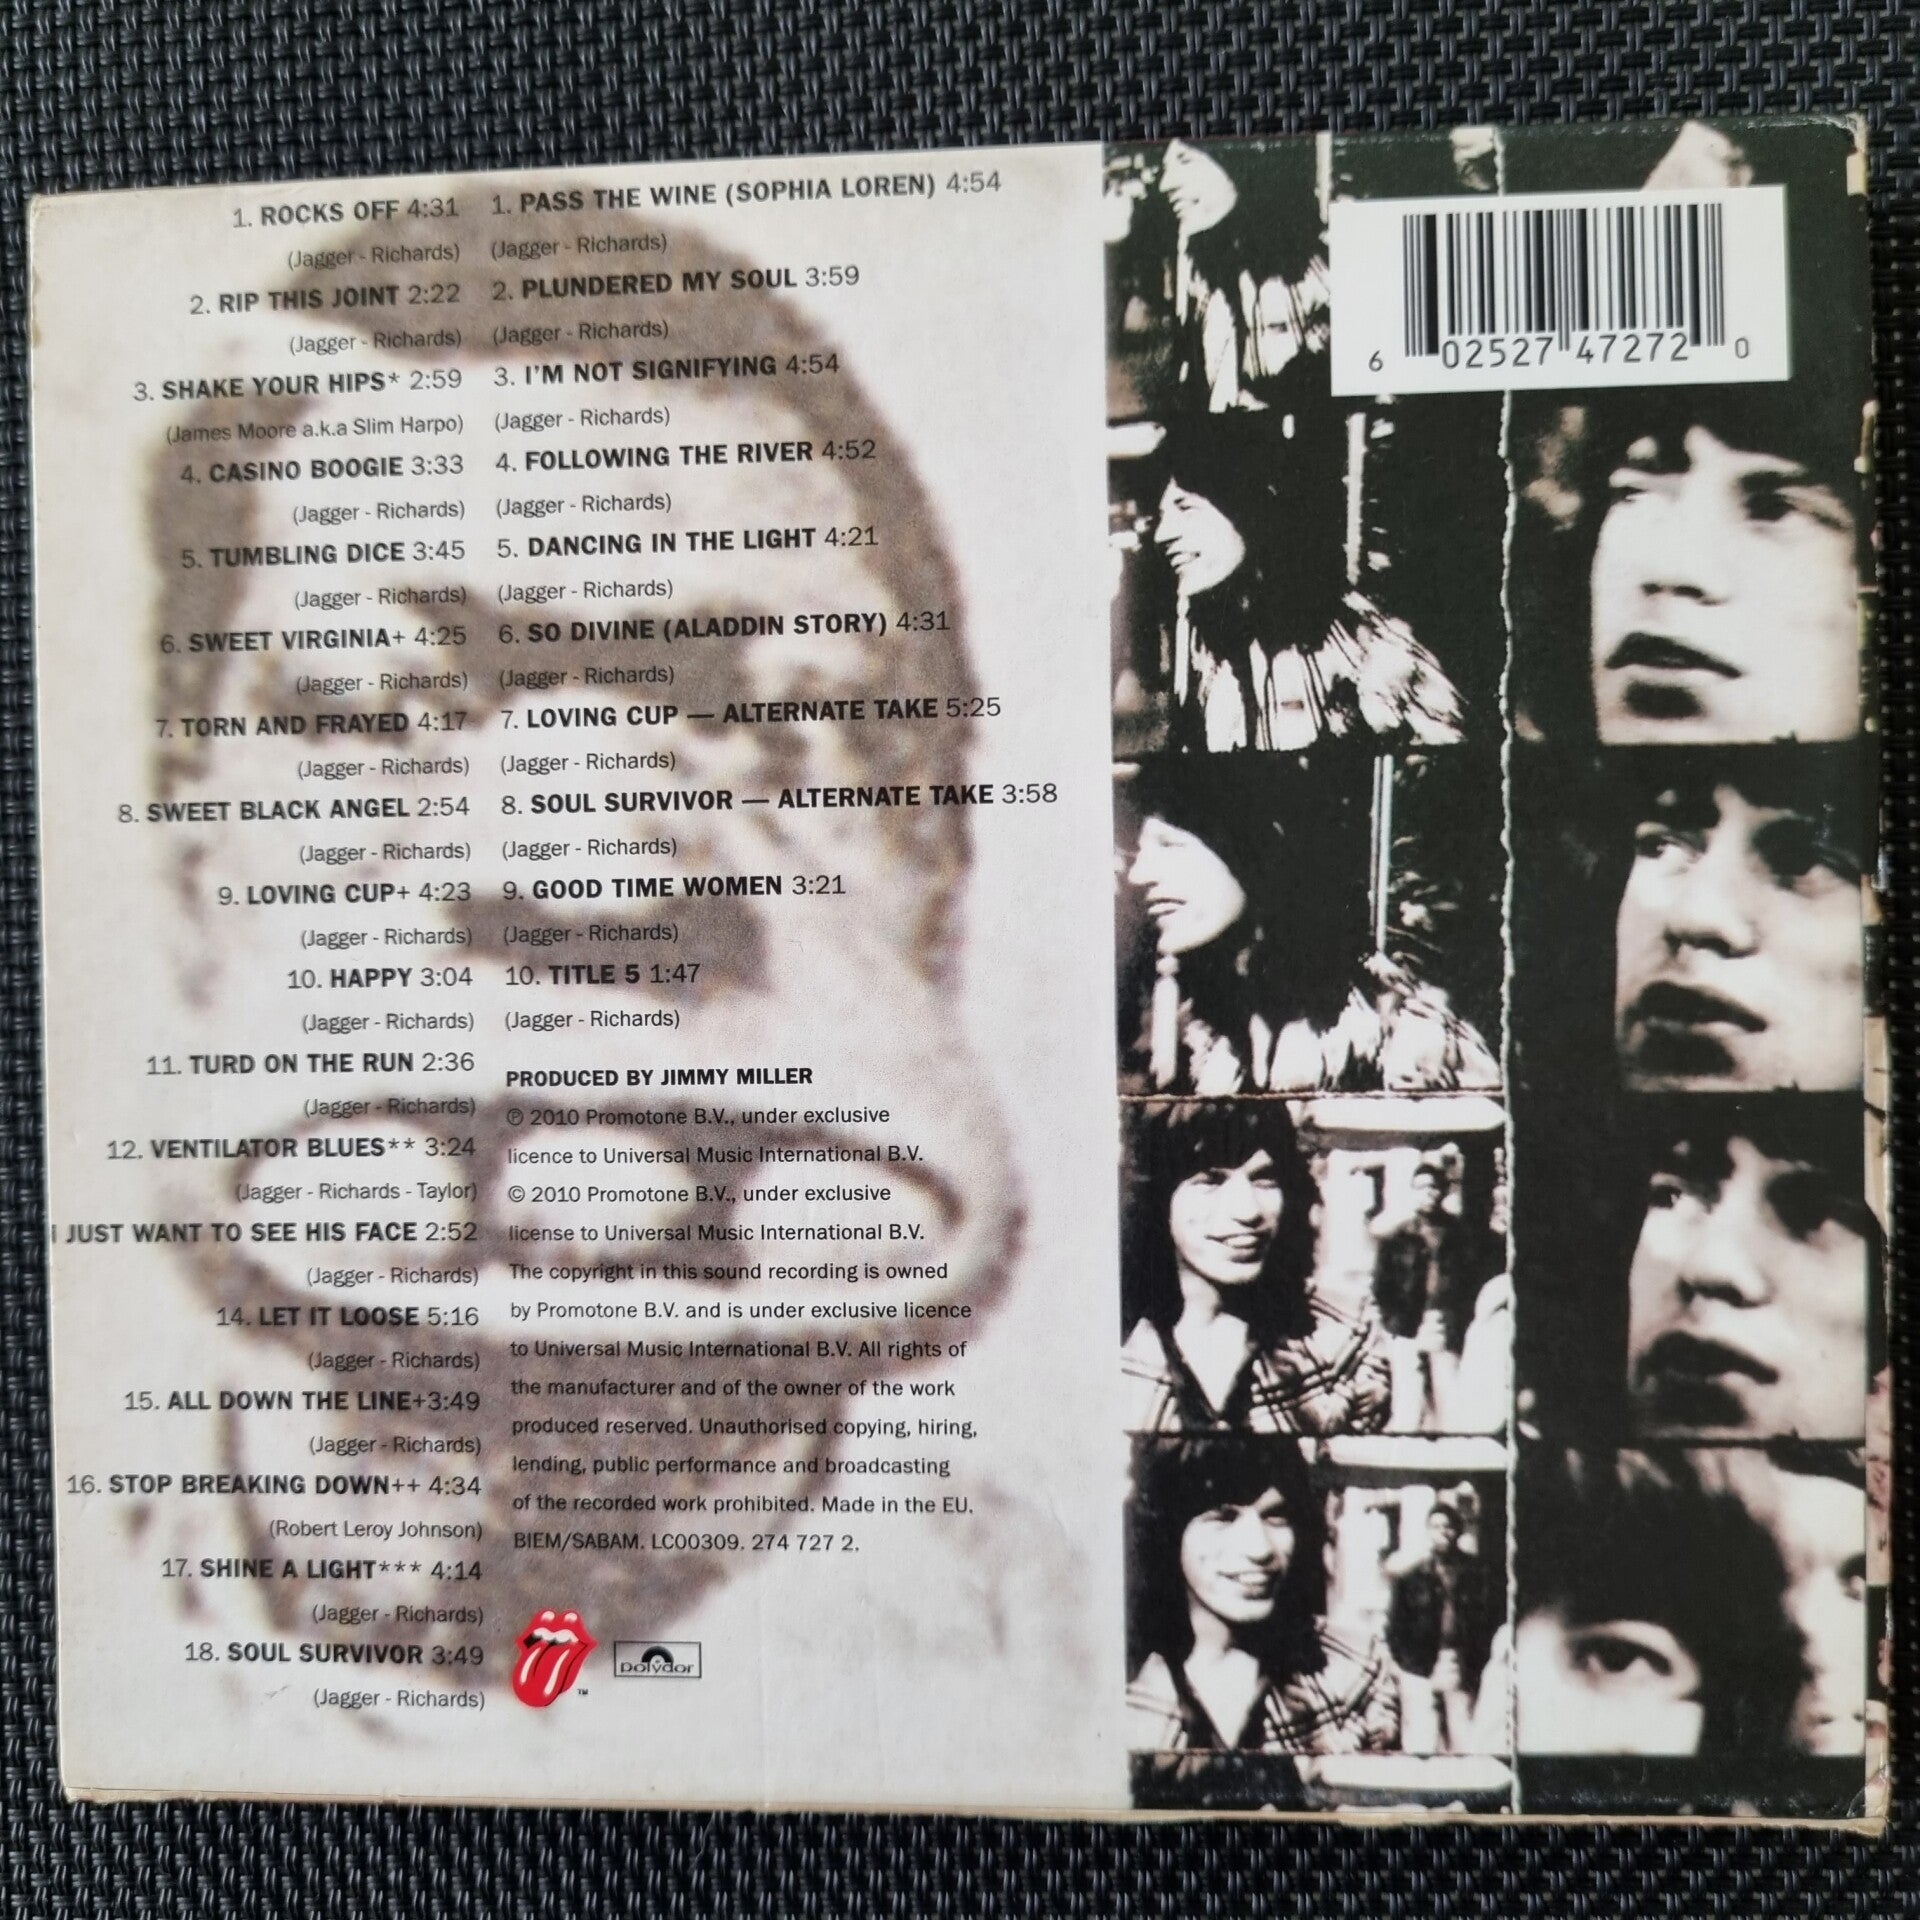 1. ROCKS OFF 4:31
(Jagger - Richards)
2. RIP THIS JOINT 2:22
(Jagger - Richards)
3. SHAKE YOUR HIPS* 2:59
(James Moore a.k.a Slim Harpo)
4. CASINO BOOGIE 3:33
(Jagger - Richards)
5. TUMBLING DICE 3:45
(Jagger - Richards)
6. SWEET VIRGINIA+ 4:25
(Jagger - Richards)
7. TORN AND FRAYED 4:17
(Jagger - Richards)
8. SWEET BLACK ANGEL 2:54
(Jagger - Richards)
9. LOVING CUP+ 4:23
(Jagger - Richards)
10. HAPPY 3:04
(Jagger - Richards)
11. TURD ON THE RUN 2:36
(Jagger - Richards)
12. VENTILATOR BLUES** 3:24
(Jagger - Richards - Taylor)
I JUST WANT TO SEE HIS FACE 2:52
(Jagger - Richards)
14. LET IT LOOSE 5:16
(Jagger - Richards)
15. ALL DOWN THE LINE+3:49
(Jagger - Richards)
16. STOP BREAKING DOWN++ 4:34
(Robert Leroy Johnson)
17. SHINE A LIGHT*** 4:14
(Jagger - Richards)
18. SOUL SURVIVOR 3:49
(Jagger - Richards)
1. PASS THE WINE (SOPHIA LOREN) 4:54
(Jagger - Richards)
2. PLUNDERED MY SOUL 3:59
(Jagger - Richards)
3. I'M NOT SIGNIFYING 4:54
(Jagger - Richards)
4. FOLLOWING THE RIVER 4:52
(Jagger - Richards)
5. DANCING IN THE LIGHT 4:21
(Jagger - Richards)
6. SO DIVINE (ALADDIN STORY) 4:31
(Jagger - Richards)
7. LOVING CUP — ALTERNATE TAKE 5:25
(Jagger - Richards)
8. SOUL SURVIVOR — ALTERNATE TAKE 3:58
(Jagger - Richards)
9. GOOD TIME WOMEN 3:21
(Jagger - Richards)
10. TITLE 5 1:47
(Jagger - Richards)
PRODUCED BY JIMMY MILLER
℗ 2010 Promotone B.V., under exclusive
licence to Universal Music International B.V.
© 2010 Promotone B.V., under exclusive
license to Universal Music International B.V.
The copyright in this sound recording is owned
by Promotone B.V. and is under exclusive licence
to Universal Music International B.V. All rights of
the manufacturer and of the owner of the work
produced reserved. Unauthorised copying, hiring,
lending, public performance and broadcasting
of the recorded work prohibited. Made in the EU.
BIEM/SABAM. LC00309. 274 727 2.
TM
Polydor
6 02527 47272 0